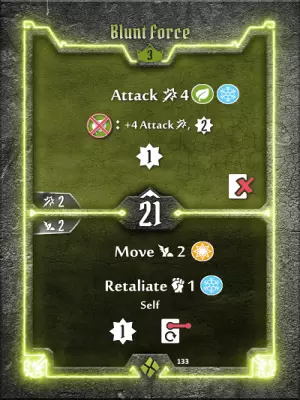 Blunt Force
3
Attack 4
: +4 Attack , 2
1
2
21
2
Move 2
Retaliate 1
Self
1
133